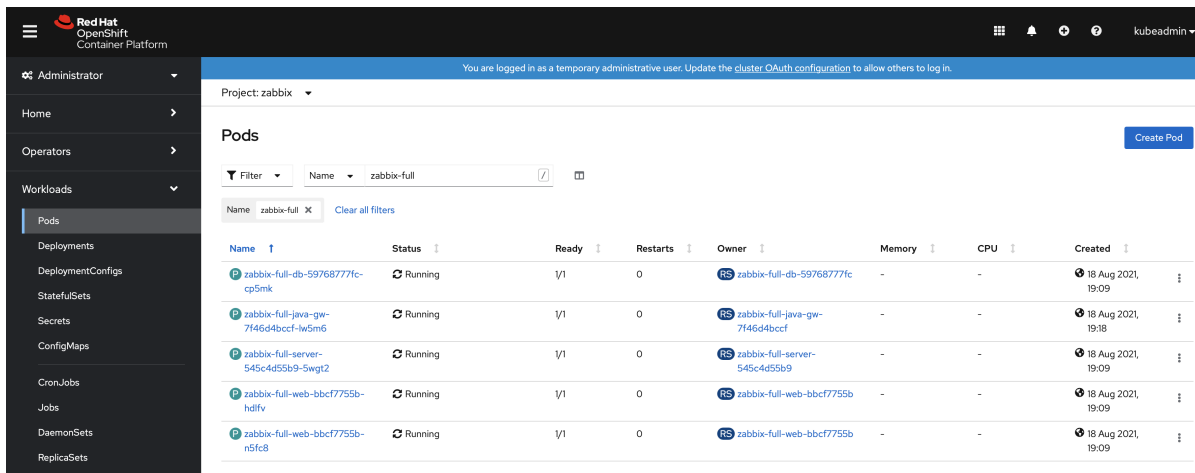 Red Hat
OpenShift
Container Platform
kubeadmin
Administrator
You are logged in as a temporary administrative user. Update the cluster OAuth configuration to allow others to log in.
Project: zabbix
Home
Operators
Workloads
Pods
Deployments
DeploymentConfigs
StatefulSets
Secrets
ConfigMaps
CronJobs
Jobs
DaemonSets
ReplicaSets
Pods
Create Pod
Filter Name zabbix-full /
Name zabbix-full Clear all filters
Name Status Ready Restarts Owner Memory CPU Created
P zabbix-full-db-59768777fc- Running 1/1 0 RS zabbix-full-db-59768777fc - - 18 Aug 2021,
cp5mk 19:09
P zabbix-full-java-gw- Running 1/1 0 RS zabbix-full-java-gw- - - 18 Aug 2021,
7f46d4bccf-lw5m6 7f46d4bccf 19:18
P zabbix-full-server- Running 1/1 0 RS zabbix-full-server- - - 18 Aug 2021,
545c4d55b9-5wgt2 545c4d55b9 19:09
P zabbix-full-web-bbcf7755b- Running 1/1 0 RS zabbix-full-web-bbcf7755b - - 18 Aug 2021,
hdlfv 19:09
P zabbix-full-web-bbcf7755b- Running 1/1 0 RS zabbix-full-web-bbcf7755b - - 18 Aug 2021,
n5fc8 19:09